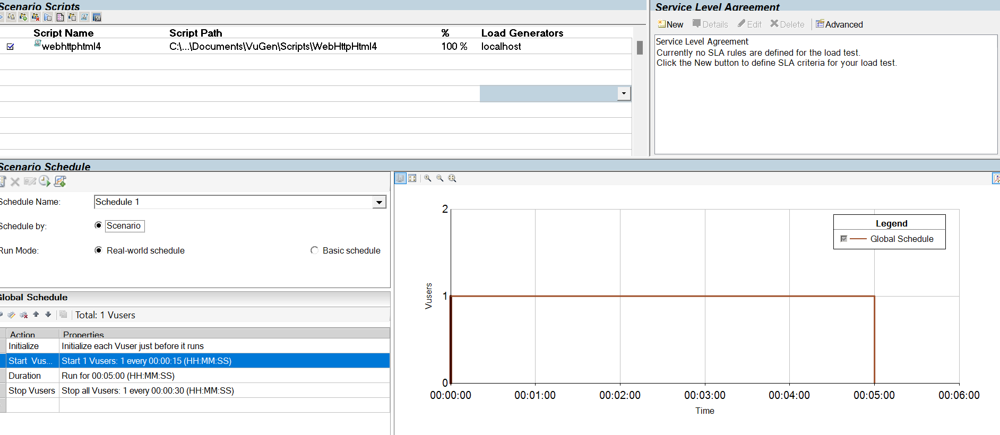 Scenario Scripts
Script Name Script Path % Load Generators
webhttphtml4 C:\...\Documents\VuGen\Scripts\WebHttpHtml4 100 % localhost
Service Level Agreement
New Details Edit Delete Advanced
Service Level Agreement
Currently no SLA rules are defined for the load test.
Click the New button to define SLA criteria for your load test.
Scenario Schedule
Schedule Name: Schedule 1
Schedule by: Scenario
Run Mode: Real-world schedule Basic schedule
Global Schedule
Total: 1 Vusers
Action Properties
Initialize Initialize each Vuser just before it runs
Start Vus... Start 1 Vusers: 1 every 00:00:15 (HH:MM:SS)
Duration Run for 00:05:00 (HH:MM:SS)
Stop Vusers Stop all Vusers: 1 every 00:00:30 (HH:MM:SS)
2
1
0
Vusers
Legend
Global Schedule
00:00:00 00:01:00 00:02:00 00:03:00 00:04:00 00:05:00 00:06:00
Time